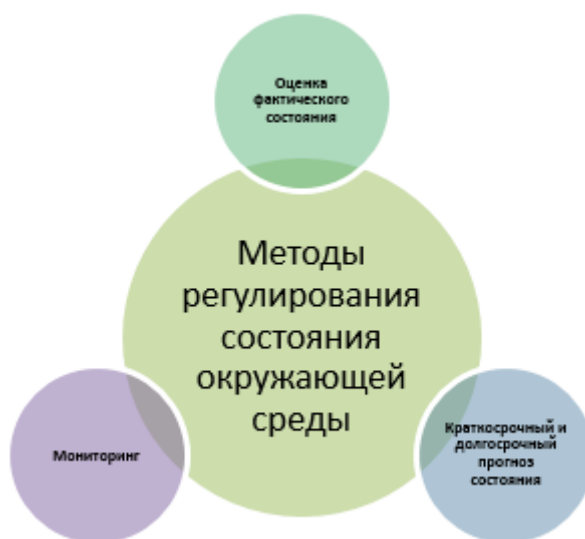 Оценка
фактического
состояния
Методы
регулирования
состояния
окружающей
среды
Мониторинг
Краткосрочный и
долгосрочный
прогноз
состояния